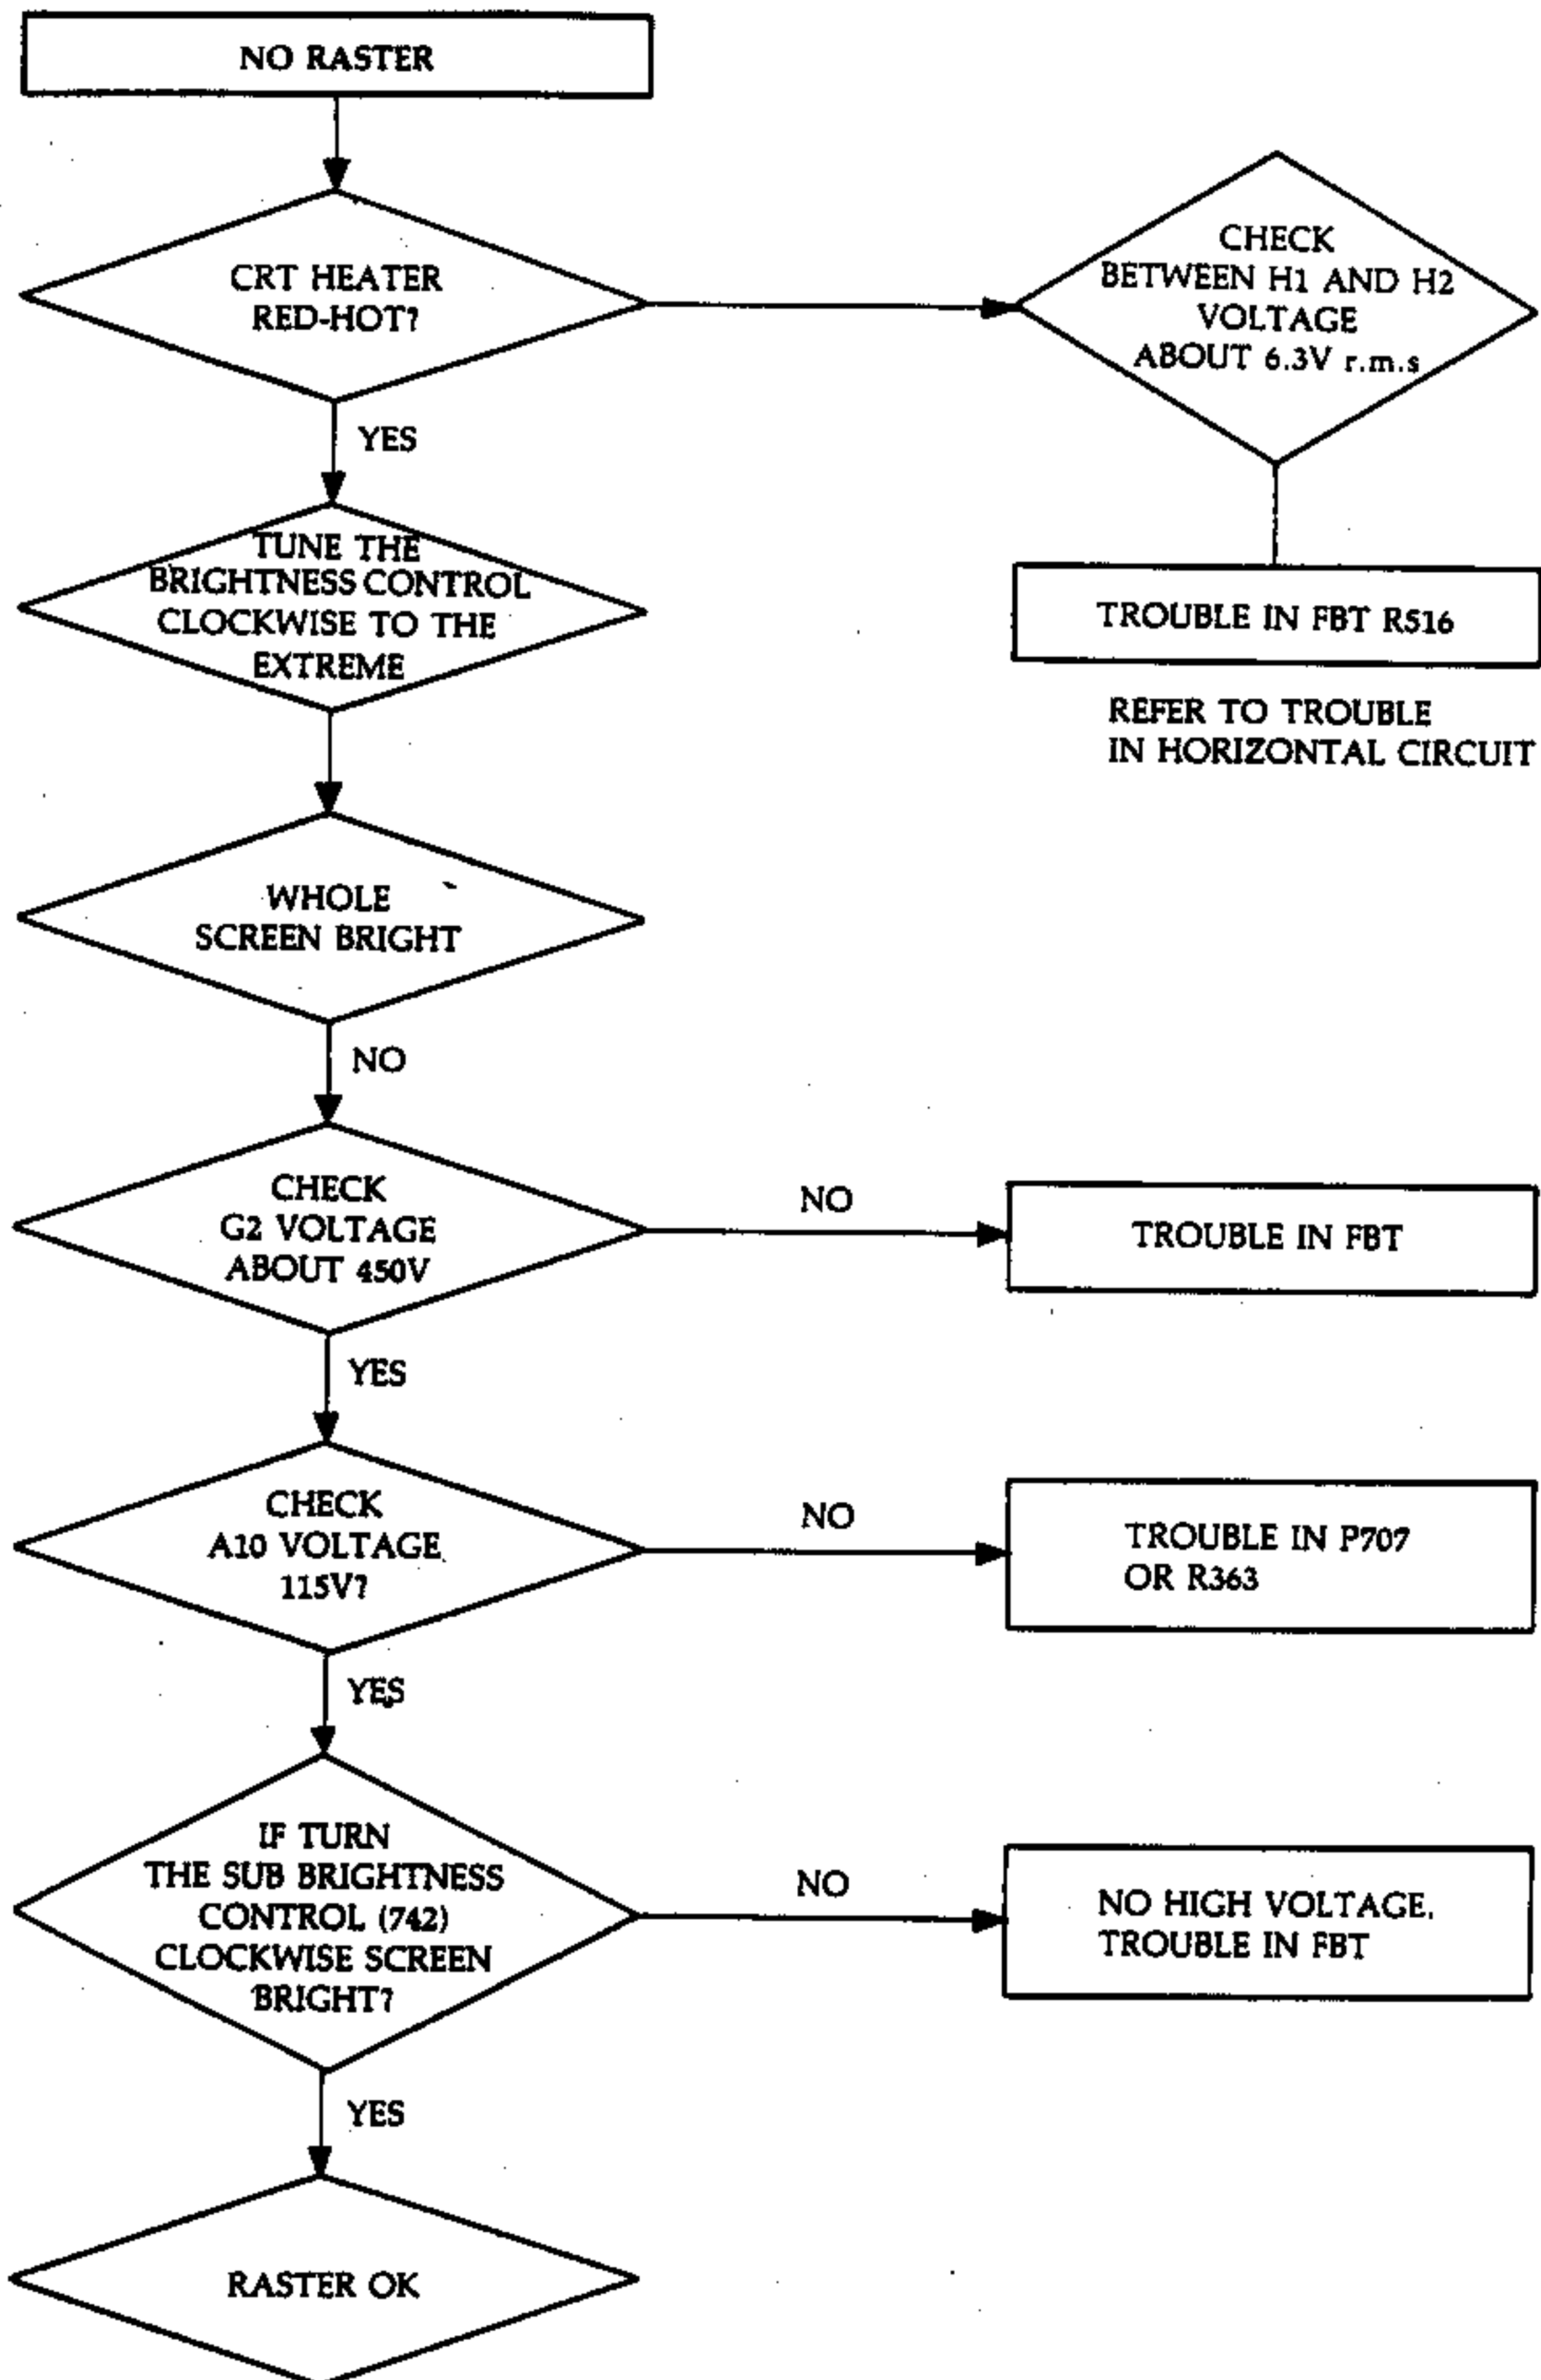 NO RASTER
CRT HEATER
RED-HOT?
CHECK
BETWEEN H1 AND H2
VOLTAGE
ABOUT 6.3V r.m.s
YES
TUNE THE
BRIGHTNESS CONTROL
CLOCKWISE TO THE
EXTREME
TROUBLE IN FBT R516
REFER TO TROUBLE
IN HORIZONTAL CIRCUIT
WHOLE
SCREEN BRIGHT
NO
CHECK
G2 VOLTAGE
ABOUT 450V
NO
TROUBLE IN FBT
YES
CHECK
A10 VOLTAGE
115V?
NO
TROUBLE IN P707
OR R363
YES
IF TURN
THE SUB BRIGHTNESS
CONTROL (742)
CLOCKWISE SCREEN
BRIGHT?
NO
NO HIGH VOLTAGE.
TROUBLE IN FBT
YES
RASTER OK